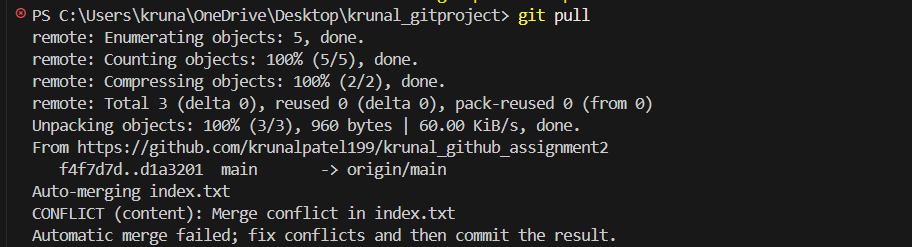 PS C:\Users\kruna\OneDrive\Desktop\krunal_gitproject> git pull
remote: Enumerating objects: 5, done.
remote: Counting objects: 100% (5/5), done.
remote: Compressing objects: 100% (2/2), done.
remote: Total 3 (delta 0), reused 0 (delta 0), pack-reused 0 (from 0)
Unpacking objects: 100% (3/3), 960 bytes | 60.00 KiB/s, done.
From https://github.com/krunalpatel199/krunal_github_assignment2
   f4f7d7d..d1a3201  main       -> origin/main
Auto-merging index.txt
CONFLICT (content): Merge conflict in index.txt
Automatic merge failed; fix conflicts and then commit the result.